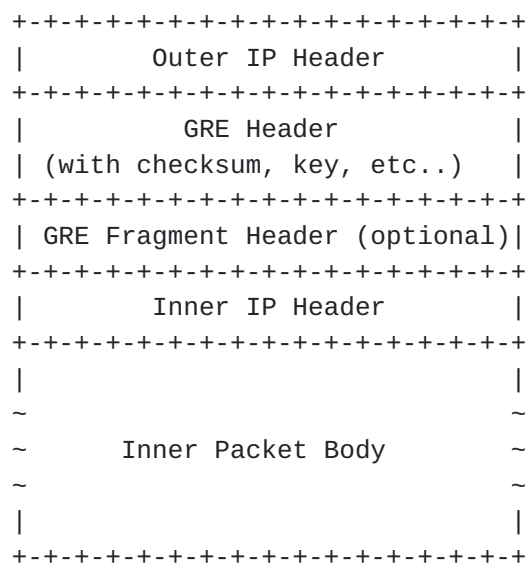 +-+-+-+-+-+-+-+-+-+-+-+-+-+-+-+-+
|         Outer IP Header        |
+-+-+-+-+-+-+-+-+-+-+-+-+-+-+-+-+
|           GRE Header           |
| (with checksum, key, etc..)   |
+-+-+-+-+-+-+-+-+-+-+-+-+-+-+-+-+
| GRE Fragment Header (optional)|
+-+-+-+-+-+-+-+-+-+-+-+-+-+-+-+-+
|         Inner IP Header        |
+-+-+-+-+-+-+-+-+-+-+-+-+-+-+-+-+
|                                |
~                                ~
~       Inner Packet Body        ~
~                                ~
|                                |
+-+-+-+-+-+-+-+-+-+-+-+-+-+-+-+-+